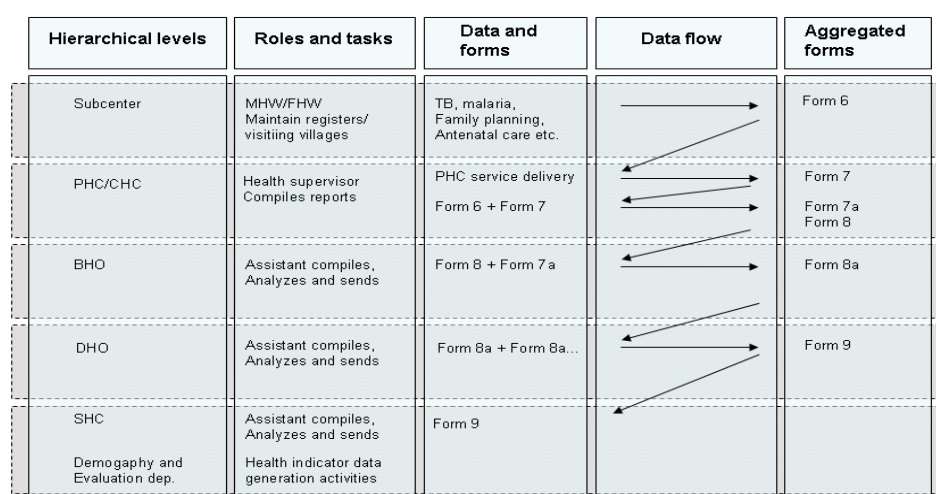 Hierarchical levels
Roles and tasks
Data and
forms
Data flow
Aggregated
forms
Subcenter
MHW/FHW
Maintain registers/
visitiing villages
TB, malaria,
Family planning,
Antenatal care etc.
Form 6
PHC/CHC
Health supervisor
Compiles reports
PHC service delivery
Form 6 + Form 7
Form 7
Form 7a
Form 8
BHO
Assistant compiles,
Analyzes and sends
Form 8 + Form 7a
Form 8a
DHO
Assistant compiles,
Analyzes and sends
Form 8a + Form 8a...
Form 9
SHC
Assistant compiles,
Analyzes and sends
Form 9
Demogaphy and
Evaluation dep.
Health indicator data
generation activities